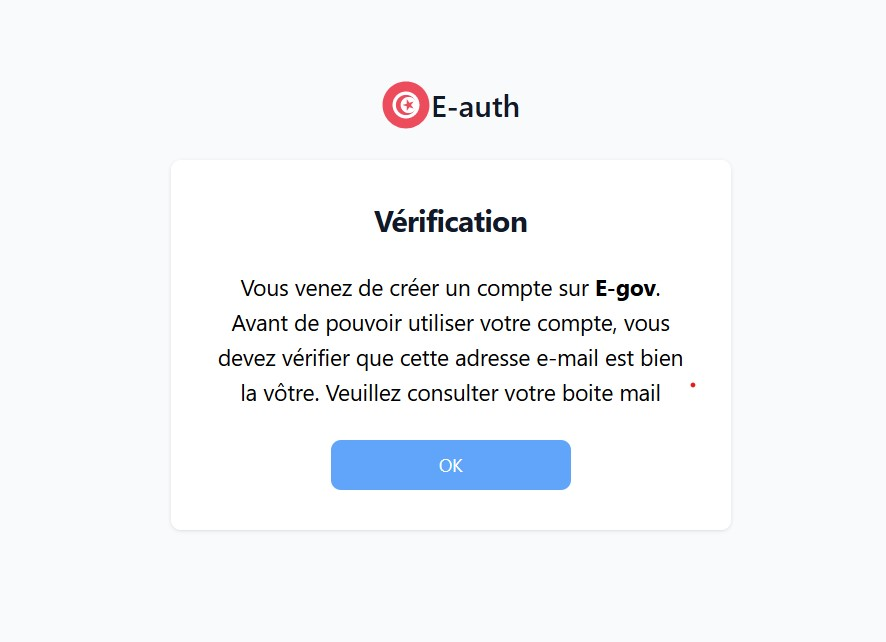 E-auth
Vérification
Vous venez de créer un compte sur E-gov.
Avant de pouvoir utiliser votre compte, vous
devez vérifier que cette adresse e-mail est bien
la vôtre. Veuillez consulter votre boite mail
OK